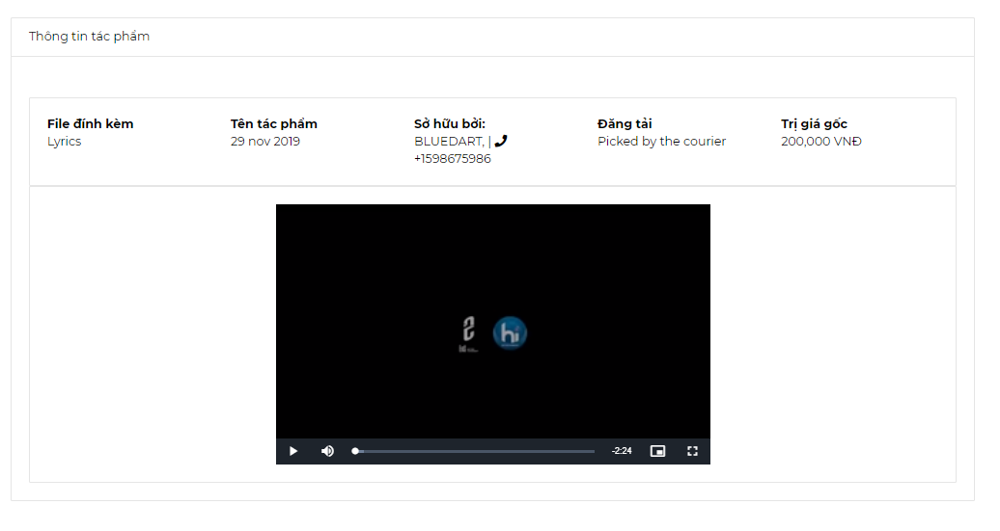 Thông tin tác phẩm
File đính kèm
Lyrics
Tên tác phẩm
29 nov 2019
Sở hữu bởi:
BLUEDART, |
+1598675986
Đăng tải
Picked by the courier
Trị giá gốc
200,000 VNĐ
hi
-2:24